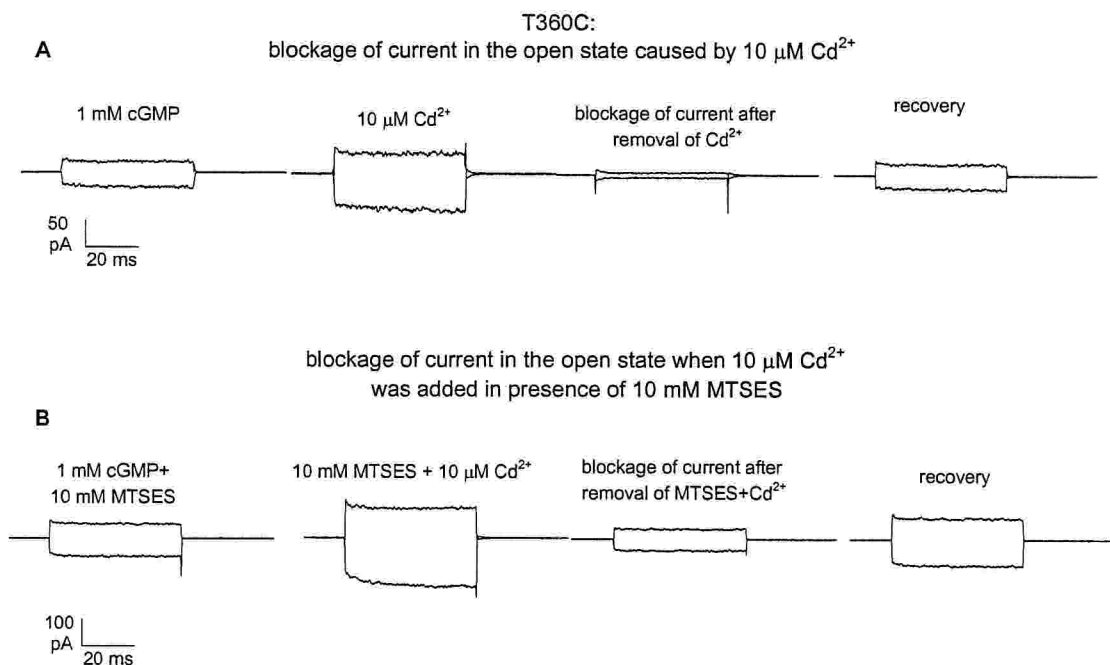 T360C:
A
blockage of current in the open state caused by 10 μM Cd²⁺
1 mM cGMP
10 μM Cd²⁺
blockage of current after
removal of Cd²⁺
recovery
50
pA
20 ms
blockage of current in the open state when 10 μM Cd²⁺
was added in presence of 10 mM MTSES
B
1 mM cGMP+
10 mM MTSES
10 mM MTSES + 10 μM Cd²⁺
blockage of current after
removal of MTSES+Cd²⁺
recovery
100
pA
20 ms